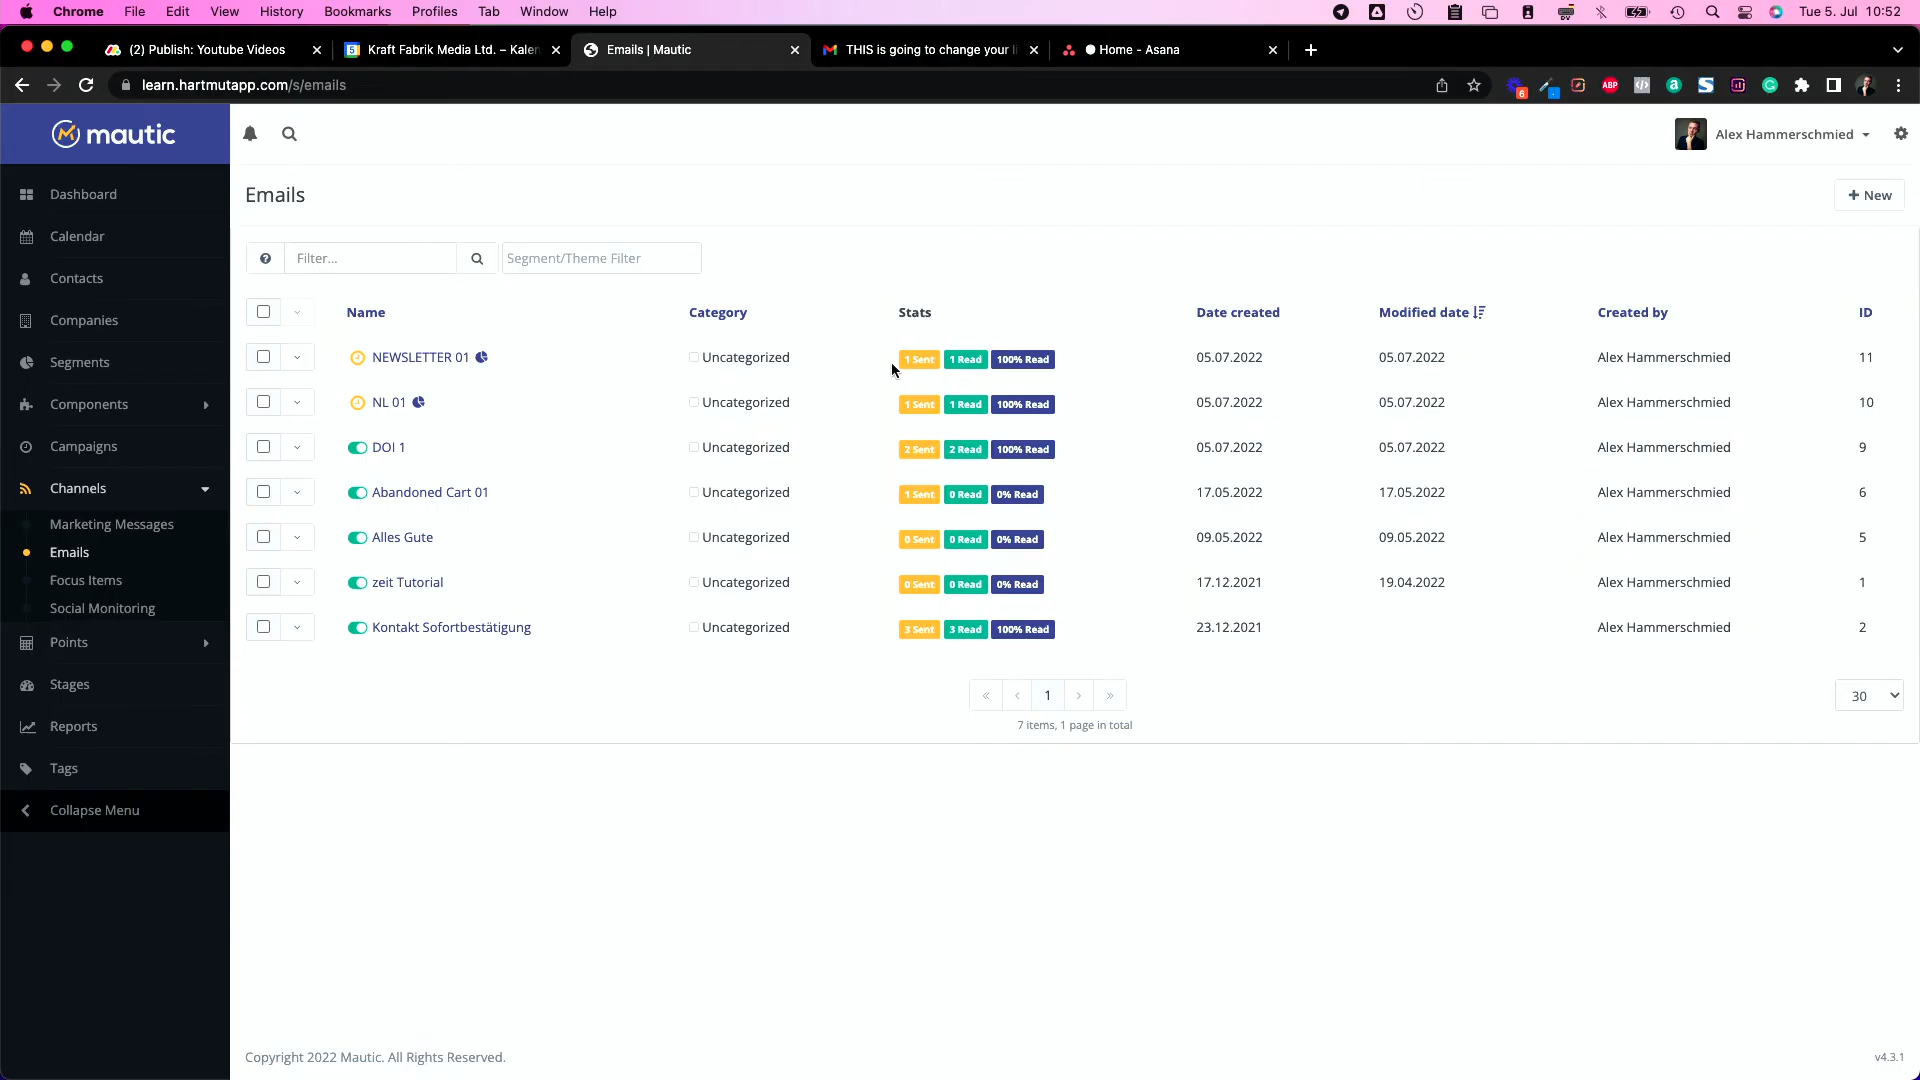 Chrome File Edit View History Bookmarks Profiles Tab Window Help Tue 5. Jul 10:52
(2) Publish: Youtube Videos Kraft Fabrik Media Ltd. – Kalen Emails | Mautic THIS is going to change your li Home - Asana
learn.hartmutapp.com/s/emails 6 ABP
mautic
Alex Hammerschmied
Dashboard
Calendar
Contacts
Companies
Segments
Components
Campaigns
Channels
Marketing Messages
Emails
Focus Items
Social Monitoring
Points
Stages
Reports
Tags
Collapse Menu
Emails
+ New
Filter...
Segment/Theme Filter
Name Category Stats Date created Modified date Created by ID
NEWSLETTER 01 Uncategorized 1 Sent 1 Read 100% Read 05.07.2022 05.07.2022 Alex Hammerschmied 11
NL 01 Uncategorized 1 Sent 1 Read 100% Read 05.07.2022 05.07.2022 Alex Hammerschmied 10
DOI 1 Uncategorized 2 Sent 2 Read 100% Read 05.07.2022 05.07.2022 Alex Hammerschmied 9
Abandoned Cart 01 Uncategorized 1 Sent 0 Read 0% Read 17.05.2022 17.05.2022 Alex Hammerschmied 6
Alles Gute Uncategorized 0 Sent 0 Read 0% Read 09.05.2022 09.05.2022 Alex Hammerschmied 5
zeit Tutorial Uncategorized 0 Sent 0 Read 0% Read 17.12.2021 19.04.2022 Alex Hammerschmied 1
Kontakt Sofortbestätigung Uncategorized 3 Sent 3 Read 100% Read 23.12.2021 Alex Hammerschmied 2
« ‹ 1 › »
30
7 items, 1 page in total
Copyright 2022 Mautic. All Rights Reserved.
v4.3.1